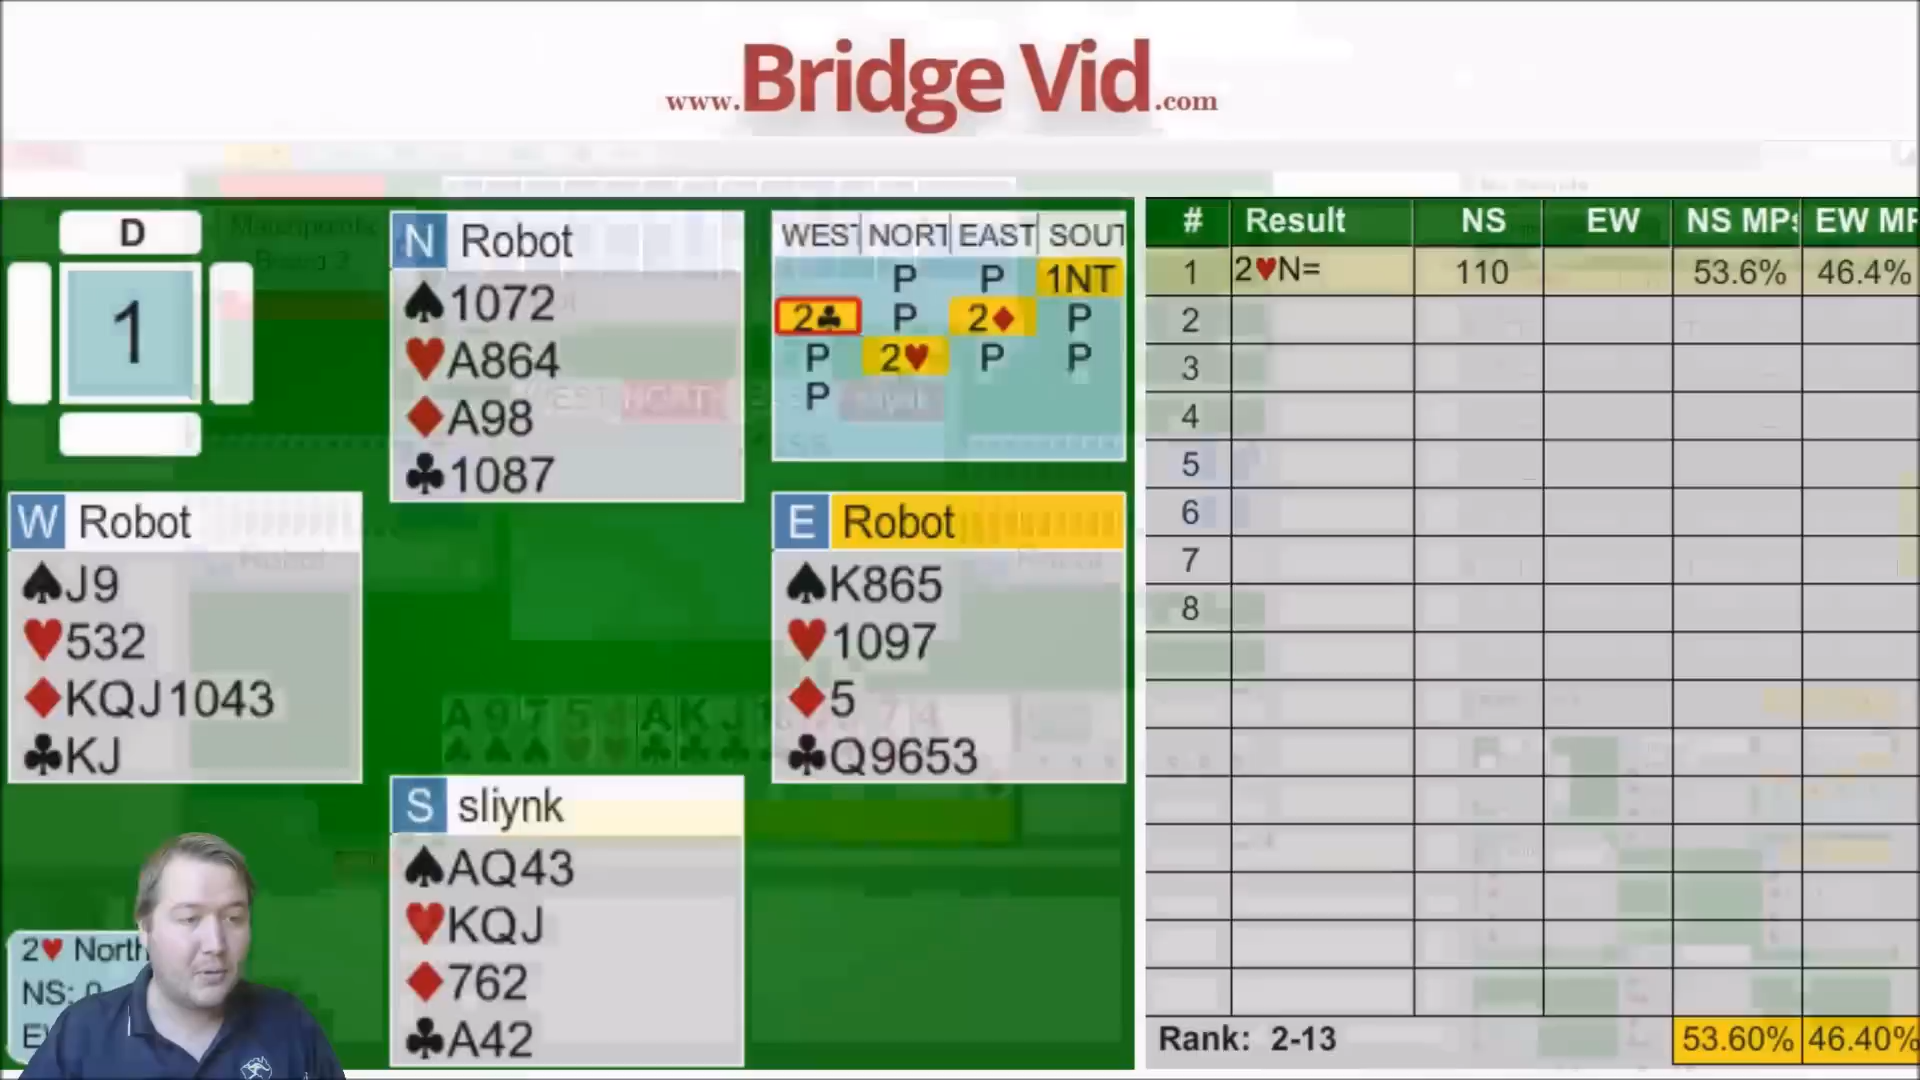 www.Bridge Vid.com
D
1
N Robot
♠1072
♥A864
♦A98
♣1087
WEST NORT EAST SOUT
P P 1NT
2♣ P 2♦ P
P 2♥ P P
P
W Robot
♠J9
♥532
♦KQJ1043
♣KJ
E Robot
♠K865
♥1097
♦5
♣Q9653
S sliynk
♠AQ43
♥KQJ
♦762
♣A42
2♥ North
NS: 0
# Result NS EW NS MPs EW MP
1 2♥N= 110 53.6% 46.4%
2
3
4
5
6
7
8
Rank: 2-13 53.60% 46.40%